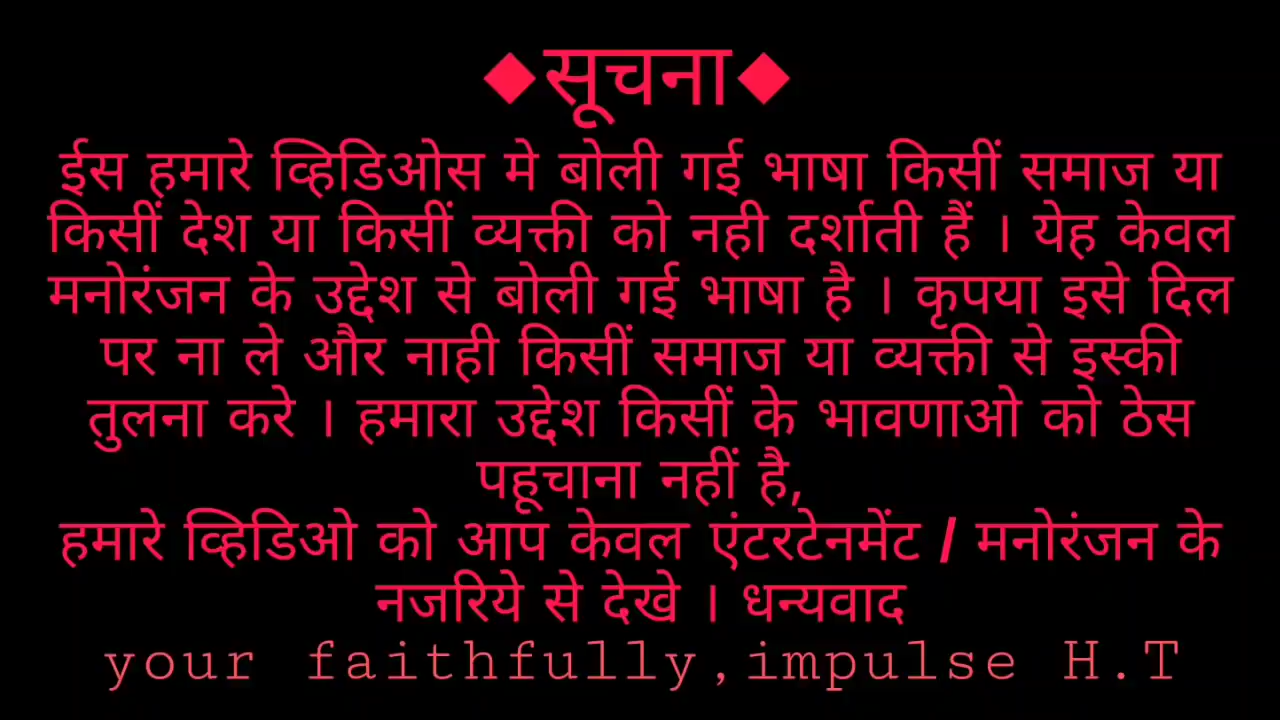 ◆सूचना◆
ईस हमारे व्हिडिओस मे बोली गई भाषा किसीं समाज या
किसीं देश या किसीं व्यक्ती को नही दर्शाती हैं । येह केवल
मनोरंजन के उद्देश से बोली गई भाषा है । कृपया इसे दिल
पर ना ले और नाही किसीं समाज या व्यक्ती से इस्की
तुलना करे । हमारा उद्देश किसीं के भावणाओ को ठेस
पहूचाना नहीं है,
हमारे व्हिडिओ को आप केवल एंटरटेनमेंट / मनोरंजन के
नजरिये से देखे । धन्यवाद
your faithfully,impulse H.T